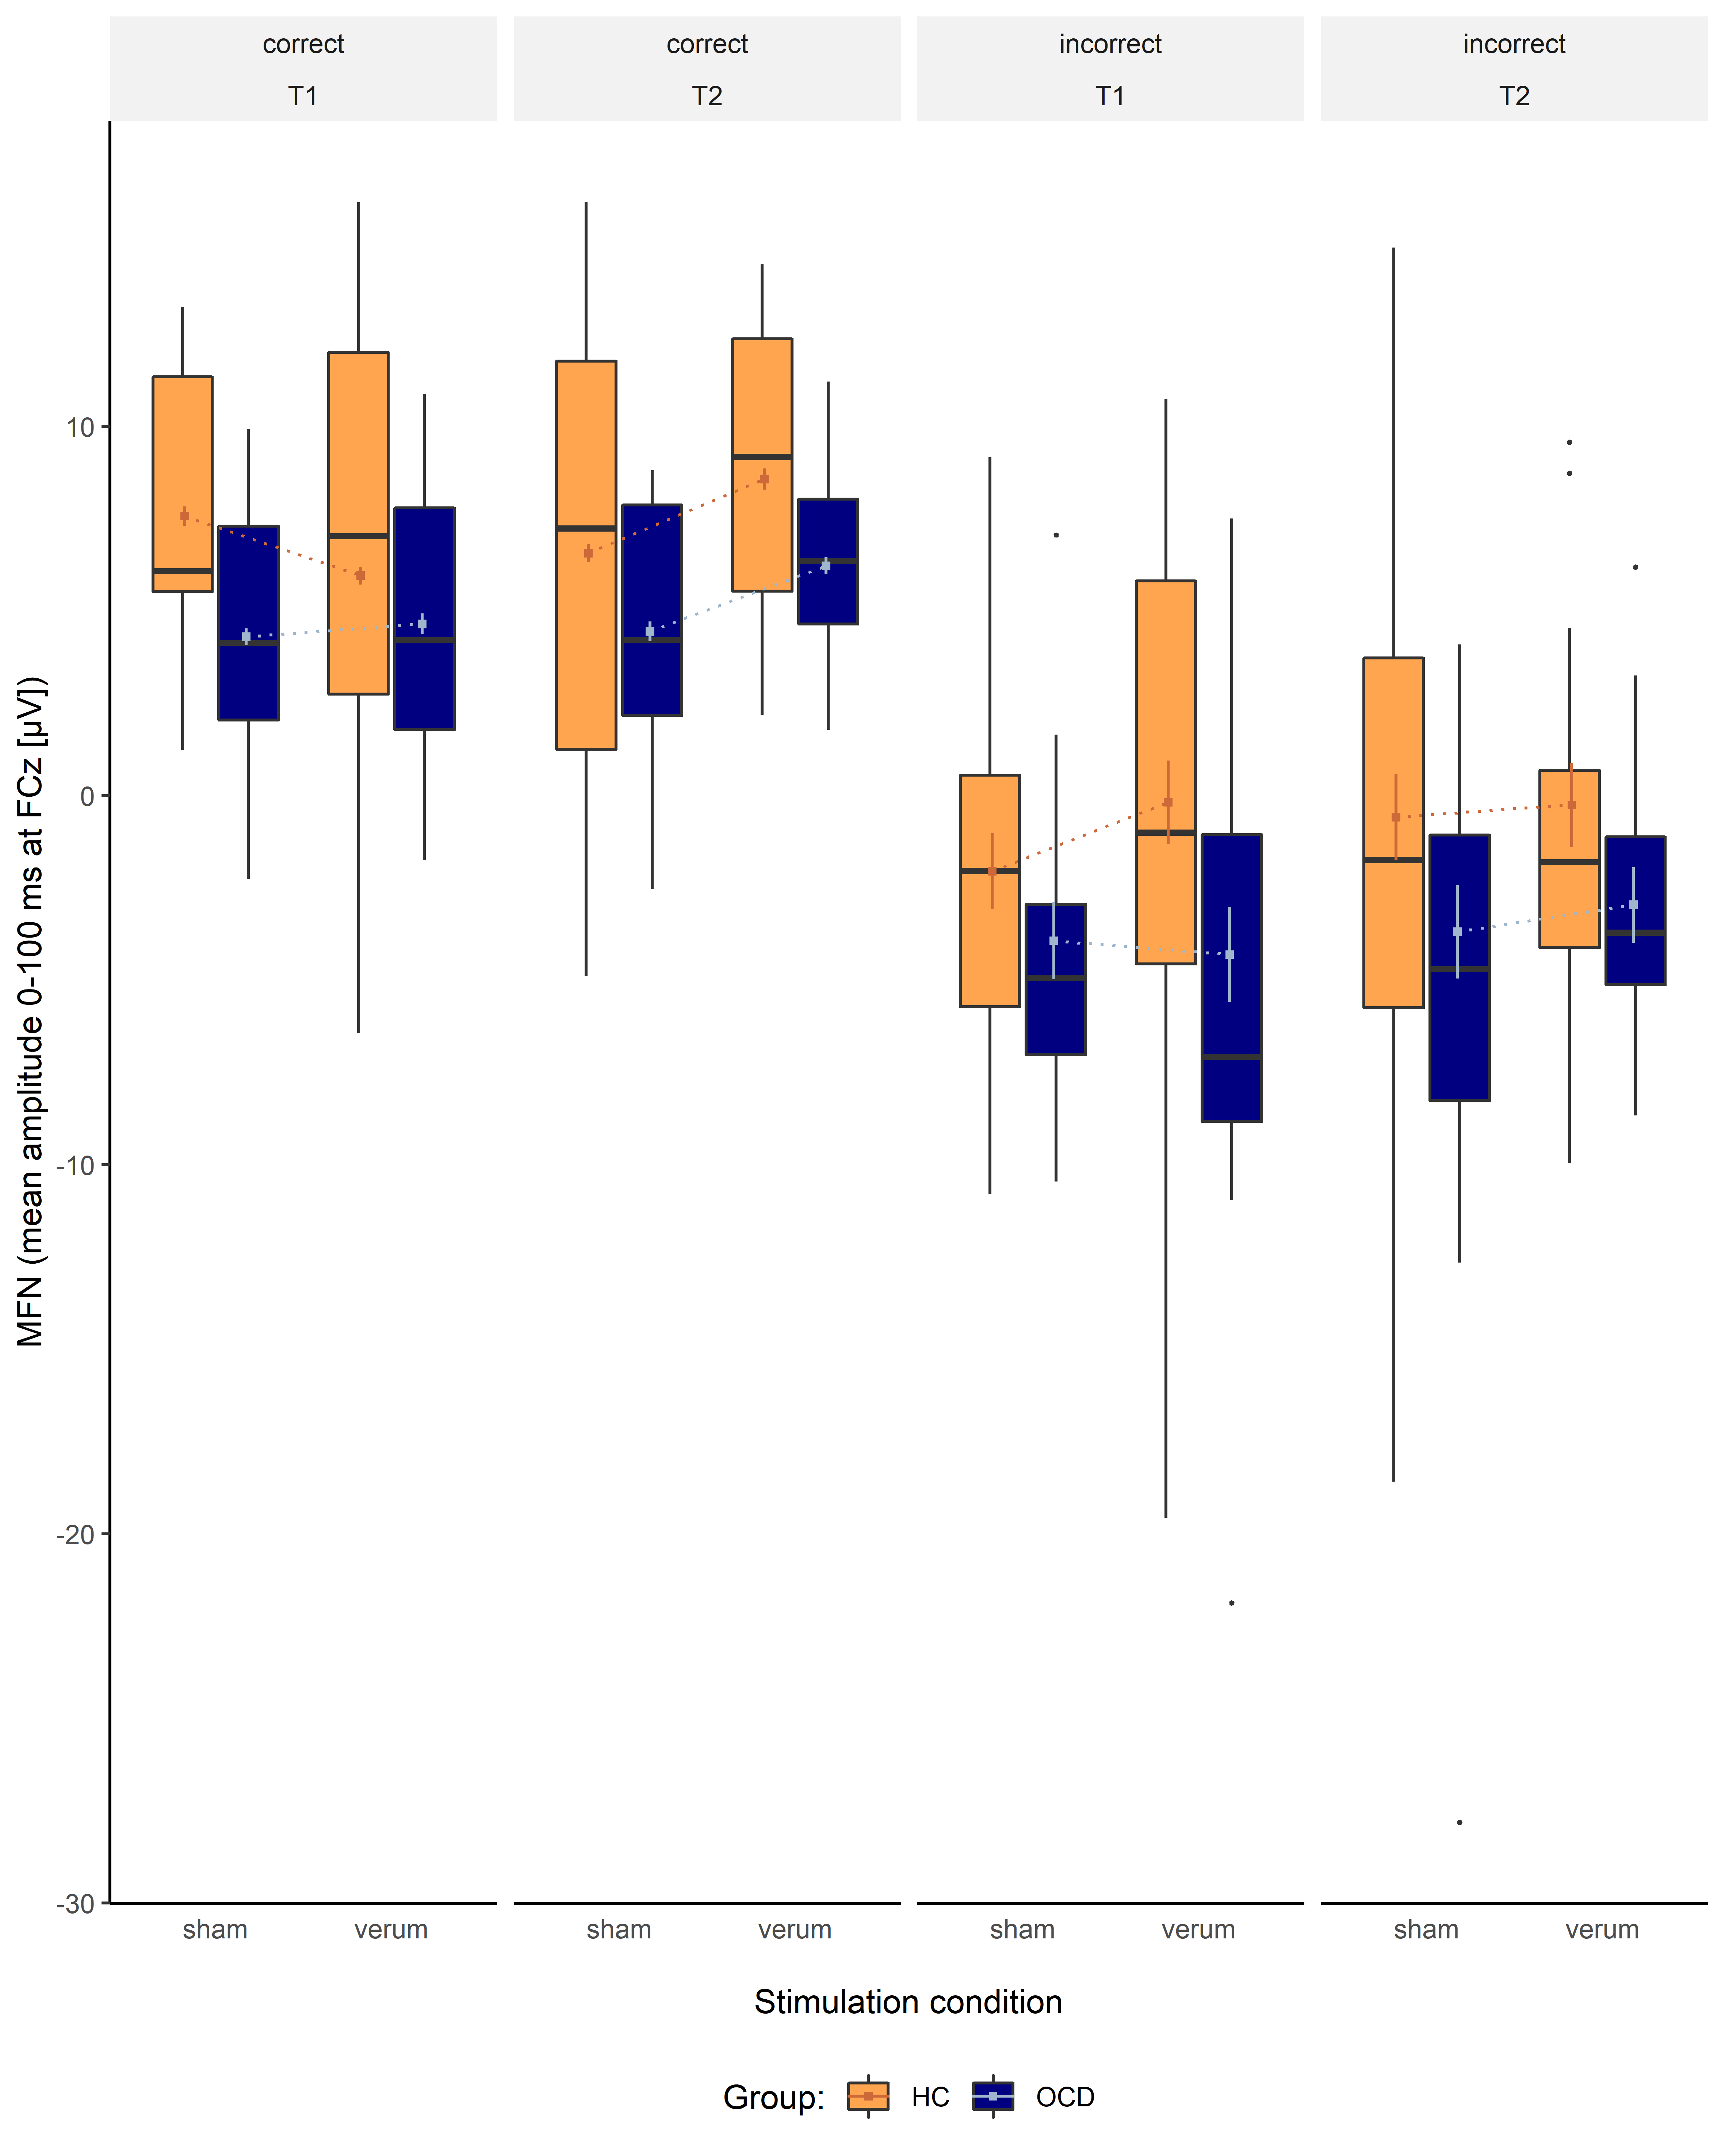 correct
T1
correct
T2
incorrect
T1
incorrect
T2
MFN (mean amplitude 0-100 ms at FCz [µV])
10
0
-10
-20
-30
sham verum
sham verum
sham verum
sham verum
Stimulation condition
Group: HC OCD